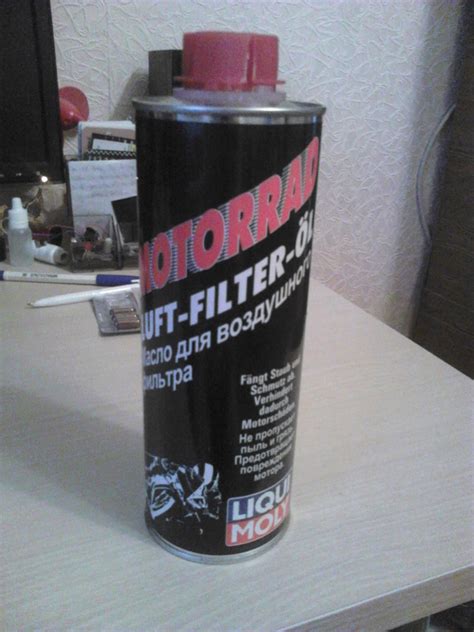 MOTORRAD
LUFT-FILTER-ÖL
Масло для воздушного
фильтра
Fängt Staub und
Schmutz ab.
Verhindert
dadurch
Motorschäden.
Не пропускает
пыль и грязь.
Предотвращает
повреждения
мотора.
LIQUI
MOLY